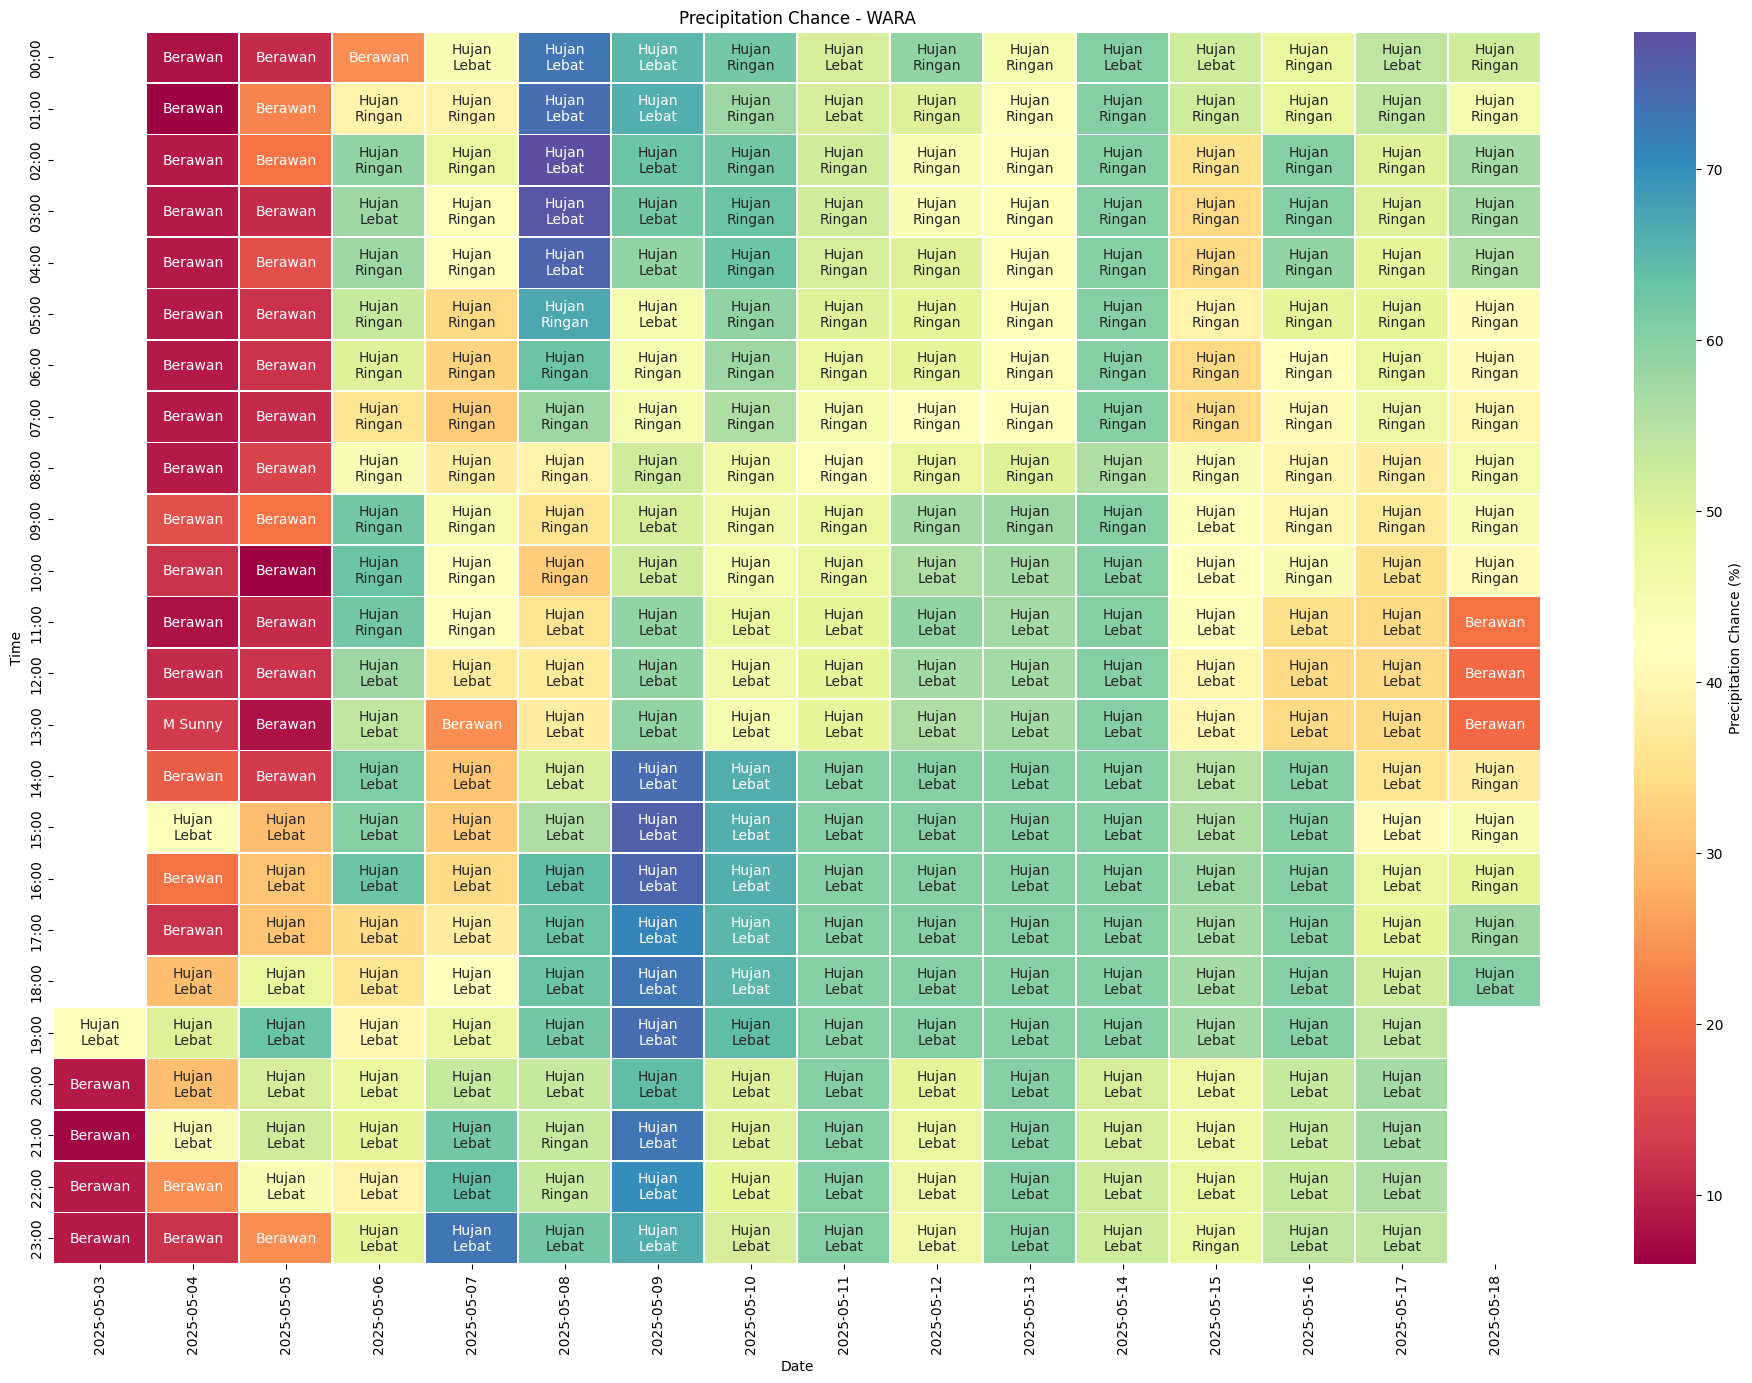 Precipitation Chance - WARA
00:00 Berawan Berawan Berawan Hujan Lebat Hujan Lebat Hujan Lebat Hujan Ringan Hujan Lebat Hujan Ringan Hujan Ringan Hujan Lebat Hujan Lebat Hujan Ringan Hujan Lebat Hujan Ringan
01:00 Berawan Berawan Hujan Ringan Hujan Ringan Hujan Lebat Hujan Lebat Hujan Ringan Hujan Lebat Hujan Ringan Hujan Ringan Hujan Ringan Hujan Ringan Hujan Ringan Hujan Ringan Hujan Ringan
02:00 Berawan Berawan Hujan Ringan Hujan Ringan Hujan Lebat Hujan Lebat Hujan Ringan Hujan Ringan Hujan Ringan Hujan Ringan Hujan Ringan Hujan Ringan Hujan Ringan Hujan Ringan Hujan Ringan
03:00 Berawan Berawan Hujan Lebat Hujan Ringan Hujan Lebat Hujan Lebat Hujan Ringan Hujan Ringan Hujan Ringan Hujan Ringan Hujan Ringan Hujan Ringan Hujan Ringan Hujan Ringan Hujan Ringan
04:00 Berawan Berawan Hujan Ringan Hujan Ringan Hujan Lebat Hujan Lebat Hujan Ringan Hujan Ringan Hujan Ringan Hujan Ringan Hujan Ringan Hujan Ringan Hujan Ringan Hujan Ringan Hujan Ringan
05:00 Berawan Berawan Hujan Ringan Hujan Ringan Hujan Ringan Hujan Lebat Hujan Ringan Hujan Ringan Hujan Ringan Hujan Ringan Hujan Ringan Hujan Ringan Hujan Ringan Hujan Ringan Hujan Ringan
06:00 Berawan Berawan Hujan Ringan Hujan Ringan Hujan Ringan Hujan Ringan Hujan Ringan Hujan Ringan Hujan Ringan Hujan Ringan Hujan Ringan Hujan Ringan Hujan Ringan Hujan Ringan Hujan Ringan
07:00 Berawan Berawan Hujan Ringan Hujan Ringan Hujan Ringan Hujan Ringan Hujan Ringan Hujan Ringan Hujan Ringan Hujan Ringan Hujan Ringan Hujan Ringan Hujan Ringan Hujan Ringan Hujan Ringan
08:00 Berawan Berawan Hujan Ringan Hujan Ringan Hujan Ringan Hujan Ringan Hujan Ringan Hujan Ringan Hujan Ringan Hujan Ringan Hujan Ringan Hujan Ringan Hujan Ringan Hujan Ringan Hujan Ringan
09:00 Berawan Berawan Hujan Ringan Hujan Ringan Hujan Ringan Hujan Lebat Hujan Ringan Hujan Ringan Hujan Ringan Hujan Ringan Hujan Ringan Hujan Lebat Hujan Ringan Hujan Ringan Hujan Ringan
10:00 Berawan Berawan Hujan Ringan Hujan Ringan Hujan Ringan Hujan Lebat Hujan Ringan Hujan Ringan Hujan Lebat Hujan Lebat Hujan Lebat Hujan Lebat Hujan Ringan Hujan Lebat Hujan Ringan
11:00 Berawan Berawan Hujan Ringan Hujan Ringan Hujan Lebat Hujan Lebat Hujan Lebat Hujan Lebat Hujan Lebat Hujan Lebat Hujan Lebat Hujan Lebat Hujan Lebat Hujan Lebat Berawan
Time
12:00 Berawan Berawan Hujan Lebat Hujan Lebat Hujan Lebat Hujan Lebat Hujan Lebat Hujan Lebat Hujan Lebat Hujan Lebat Hujan Lebat Hujan Lebat Hujan Lebat Hujan Lebat Berawan
13:00 M Sunny Berawan Hujan Lebat Berawan Hujan Lebat Hujan Lebat Hujan Lebat Hujan Lebat Hujan Lebat Hujan Lebat Hujan Lebat Hujan Lebat Hujan Lebat Hujan Lebat Berawan
14:00 Berawan Berawan Hujan Lebat Hujan Lebat Hujan Lebat Hujan Lebat Hujan Lebat Hujan Lebat Hujan Lebat Hujan Lebat Hujan Lebat Hujan Lebat Hujan Lebat Hujan Lebat Hujan Ringan
15:00 Hujan Lebat Hujan Lebat Hujan Lebat Hujan Lebat Hujan Lebat Hujan Lebat Hujan Lebat Hujan Lebat Hujan Lebat Hujan Lebat Hujan Lebat Hujan Lebat Hujan Lebat Hujan Lebat Hujan Ringan
16:00 Berawan Hujan Lebat Hujan Lebat Hujan Lebat Hujan Lebat Hujan Lebat Hujan Lebat Hujan Lebat Hujan Lebat Hujan Lebat Hujan Lebat Hujan Lebat Hujan Lebat Hujan Lebat Hujan Ringan
17:00 Berawan Hujan Lebat Hujan Lebat Hujan Lebat Hujan Lebat Hujan Lebat Hujan Lebat Hujan Lebat Hujan Lebat Hujan Lebat Hujan Lebat Hujan Lebat Hujan Lebat Hujan Lebat Hujan Ringan
18:00 Hujan Lebat Hujan Lebat Hujan Lebat Hujan Lebat Hujan Lebat Hujan Lebat Hujan Lebat Hujan Lebat Hujan Lebat Hujan Lebat Hujan Lebat Hujan Lebat Hujan Lebat Hujan Lebat Hujan Lebat
19:00 Hujan Lebat Hujan Lebat Hujan Lebat Hujan Lebat Hujan Lebat Hujan Lebat Hujan Lebat Hujan Lebat Hujan Lebat Hujan Lebat Hujan Lebat Hujan Lebat Hujan Lebat Hujan Lebat Hujan Lebat
20:00 Berawan Hujan Lebat Hujan Lebat Hujan Lebat Hujan Lebat Hujan Lebat Hujan Lebat Hujan Lebat Hujan Lebat Hujan Lebat Hujan Lebat Hujan Lebat Hujan Lebat Hujan Lebat Hujan Lebat
21:00 Berawan Hujan Lebat Hujan Lebat Hujan Lebat Hujan Lebat Hujan Ringan Hujan Lebat Hujan Lebat Hujan Lebat Hujan Lebat Hujan Lebat Hujan Lebat Hujan Lebat Hujan Lebat Hujan Lebat
22:00 Berawan Berawan Hujan Lebat Hujan Lebat Hujan Lebat Hujan Ringan Hujan Lebat Hujan Lebat Hujan Lebat Hujan Lebat Hujan Lebat Hujan Lebat Hujan Lebat Hujan Lebat Hujan Lebat
23:00 Berawan Berawan Berawan Hujan Lebat Hujan Lebat Hujan Lebat Hujan Lebat Hujan Lebat Hujan Lebat Hujan Lebat Hujan Lebat Hujan Lebat Hujan Ringan Hujan Lebat Hujan Lebat
2025-05-03 2025-05-04 2025-05-05 2025-05-06 2025-05-07 2025-05-08 2025-05-09 2025-05-10 2025-05-11 2025-05-12 2025-05-13 2025-05-14 2025-05-15 2025-05-16 2025-05-17 2025-05-18
Date
70
60
50
40
30
20
10
Precipitation Chance (%)